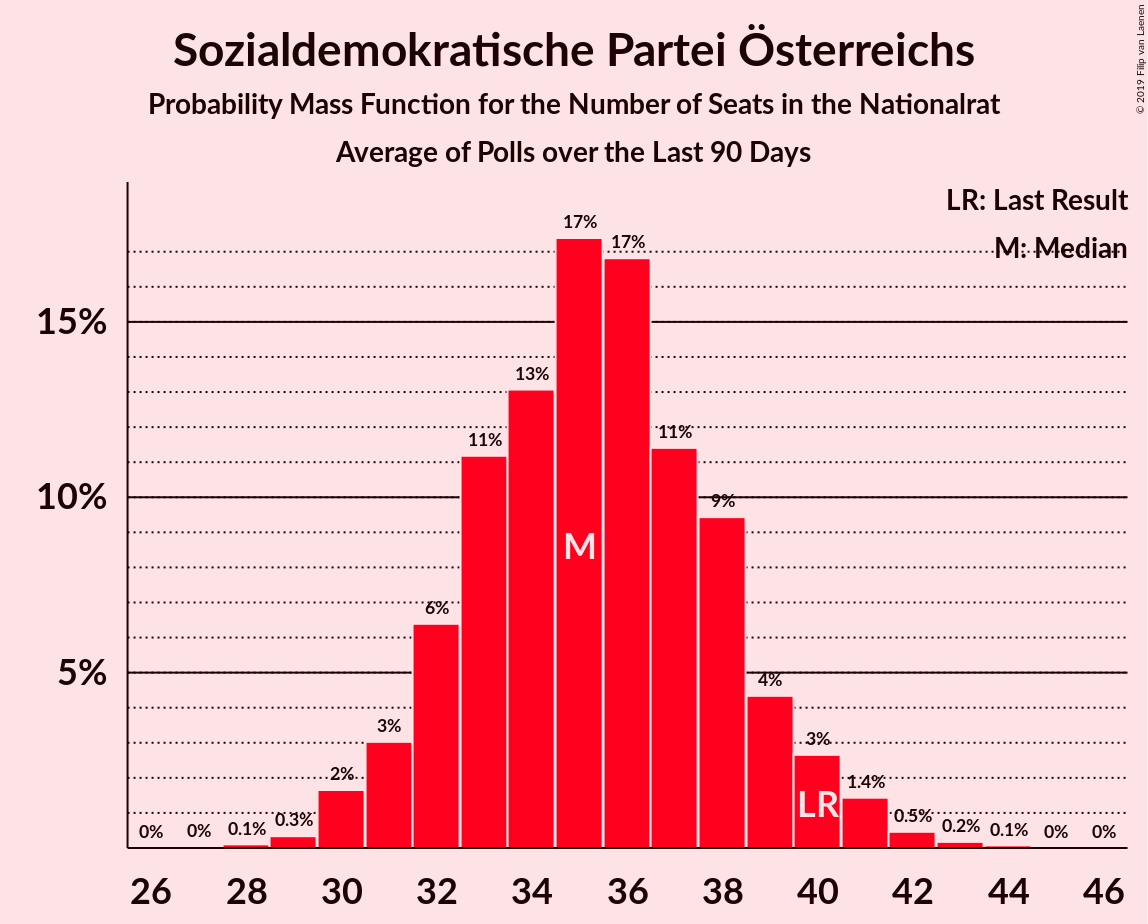 Sozialdemokratische Partei Österreichs
Probability Mass Function for the Number of Seats in the Nationalrat
Average of Polls over the Last 90 Days
© 2019 Filip van Laenen
LR: Last Result
M: Median
15%
10%
5%
0%
0%
0.1%
0.3%
2%
3%
6%
11%
13%
17%
17%
11%
9%
4%
3%
1.4%
0.5%
0.2%
0.1%
0%
0%
M
LR
26 28 30 32 34 36 38 40 42 44 46